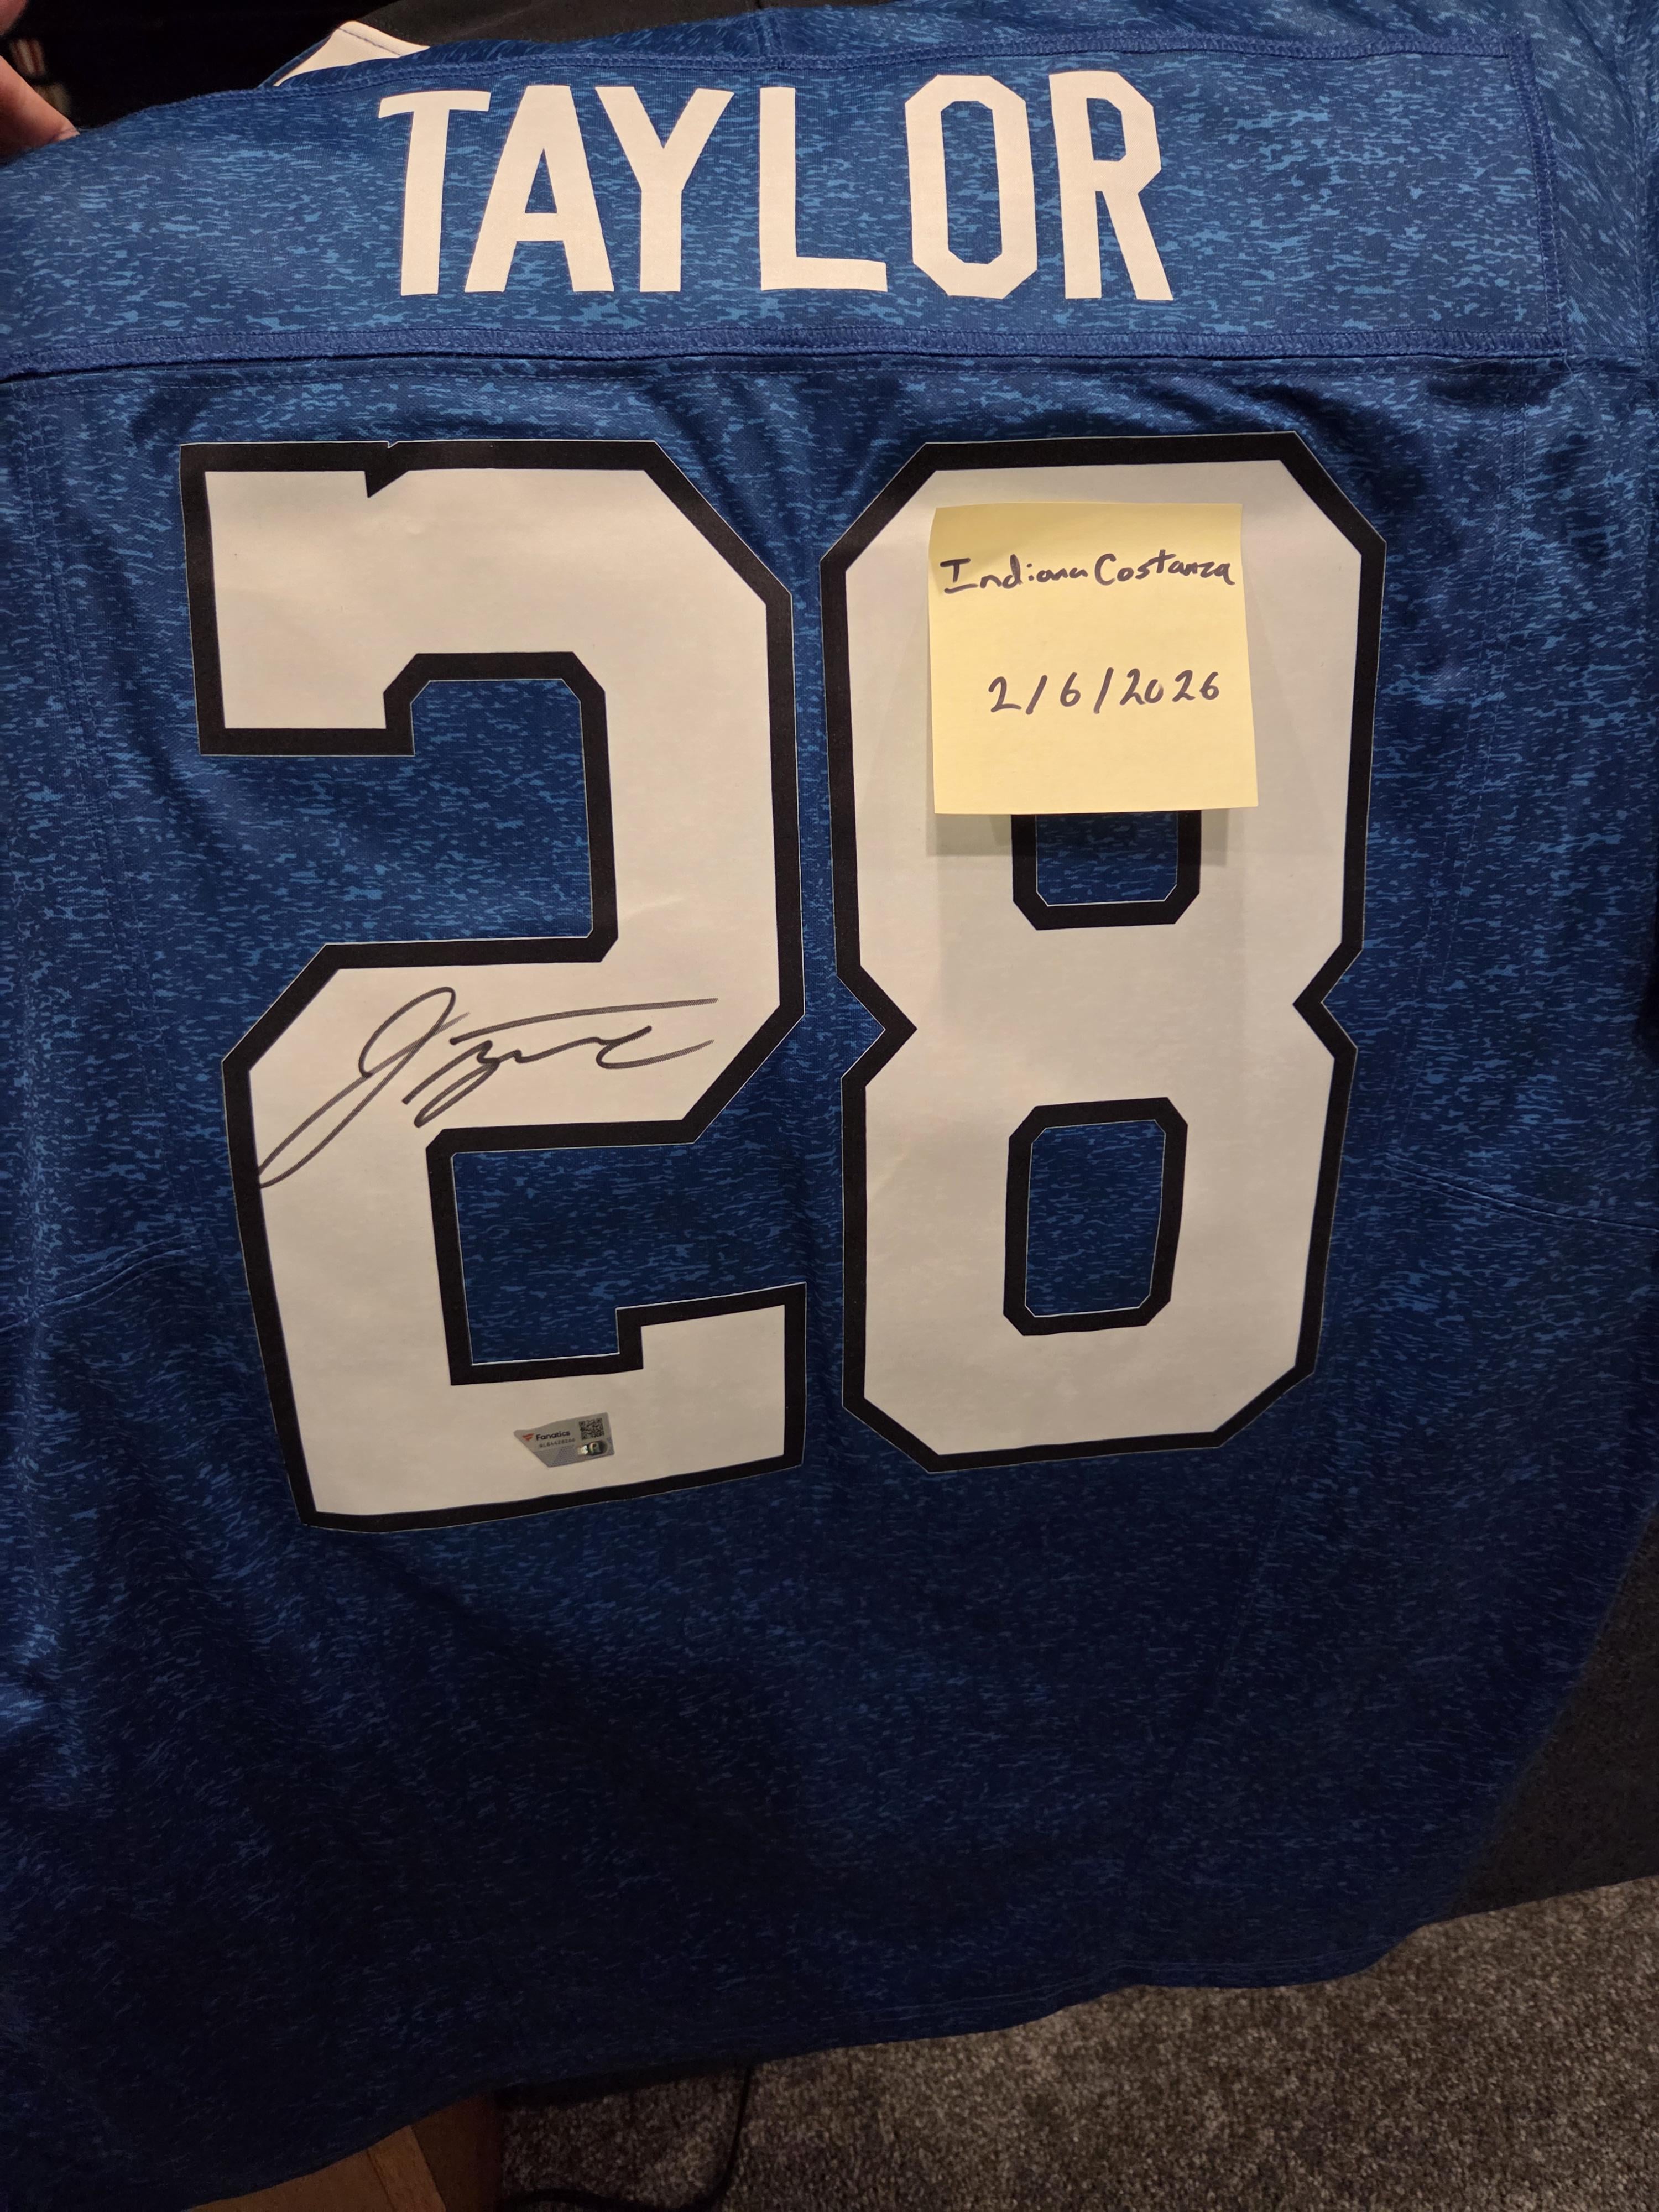 TAYLOR
28
Indiana Costanza
2/6/2026
Fanatics